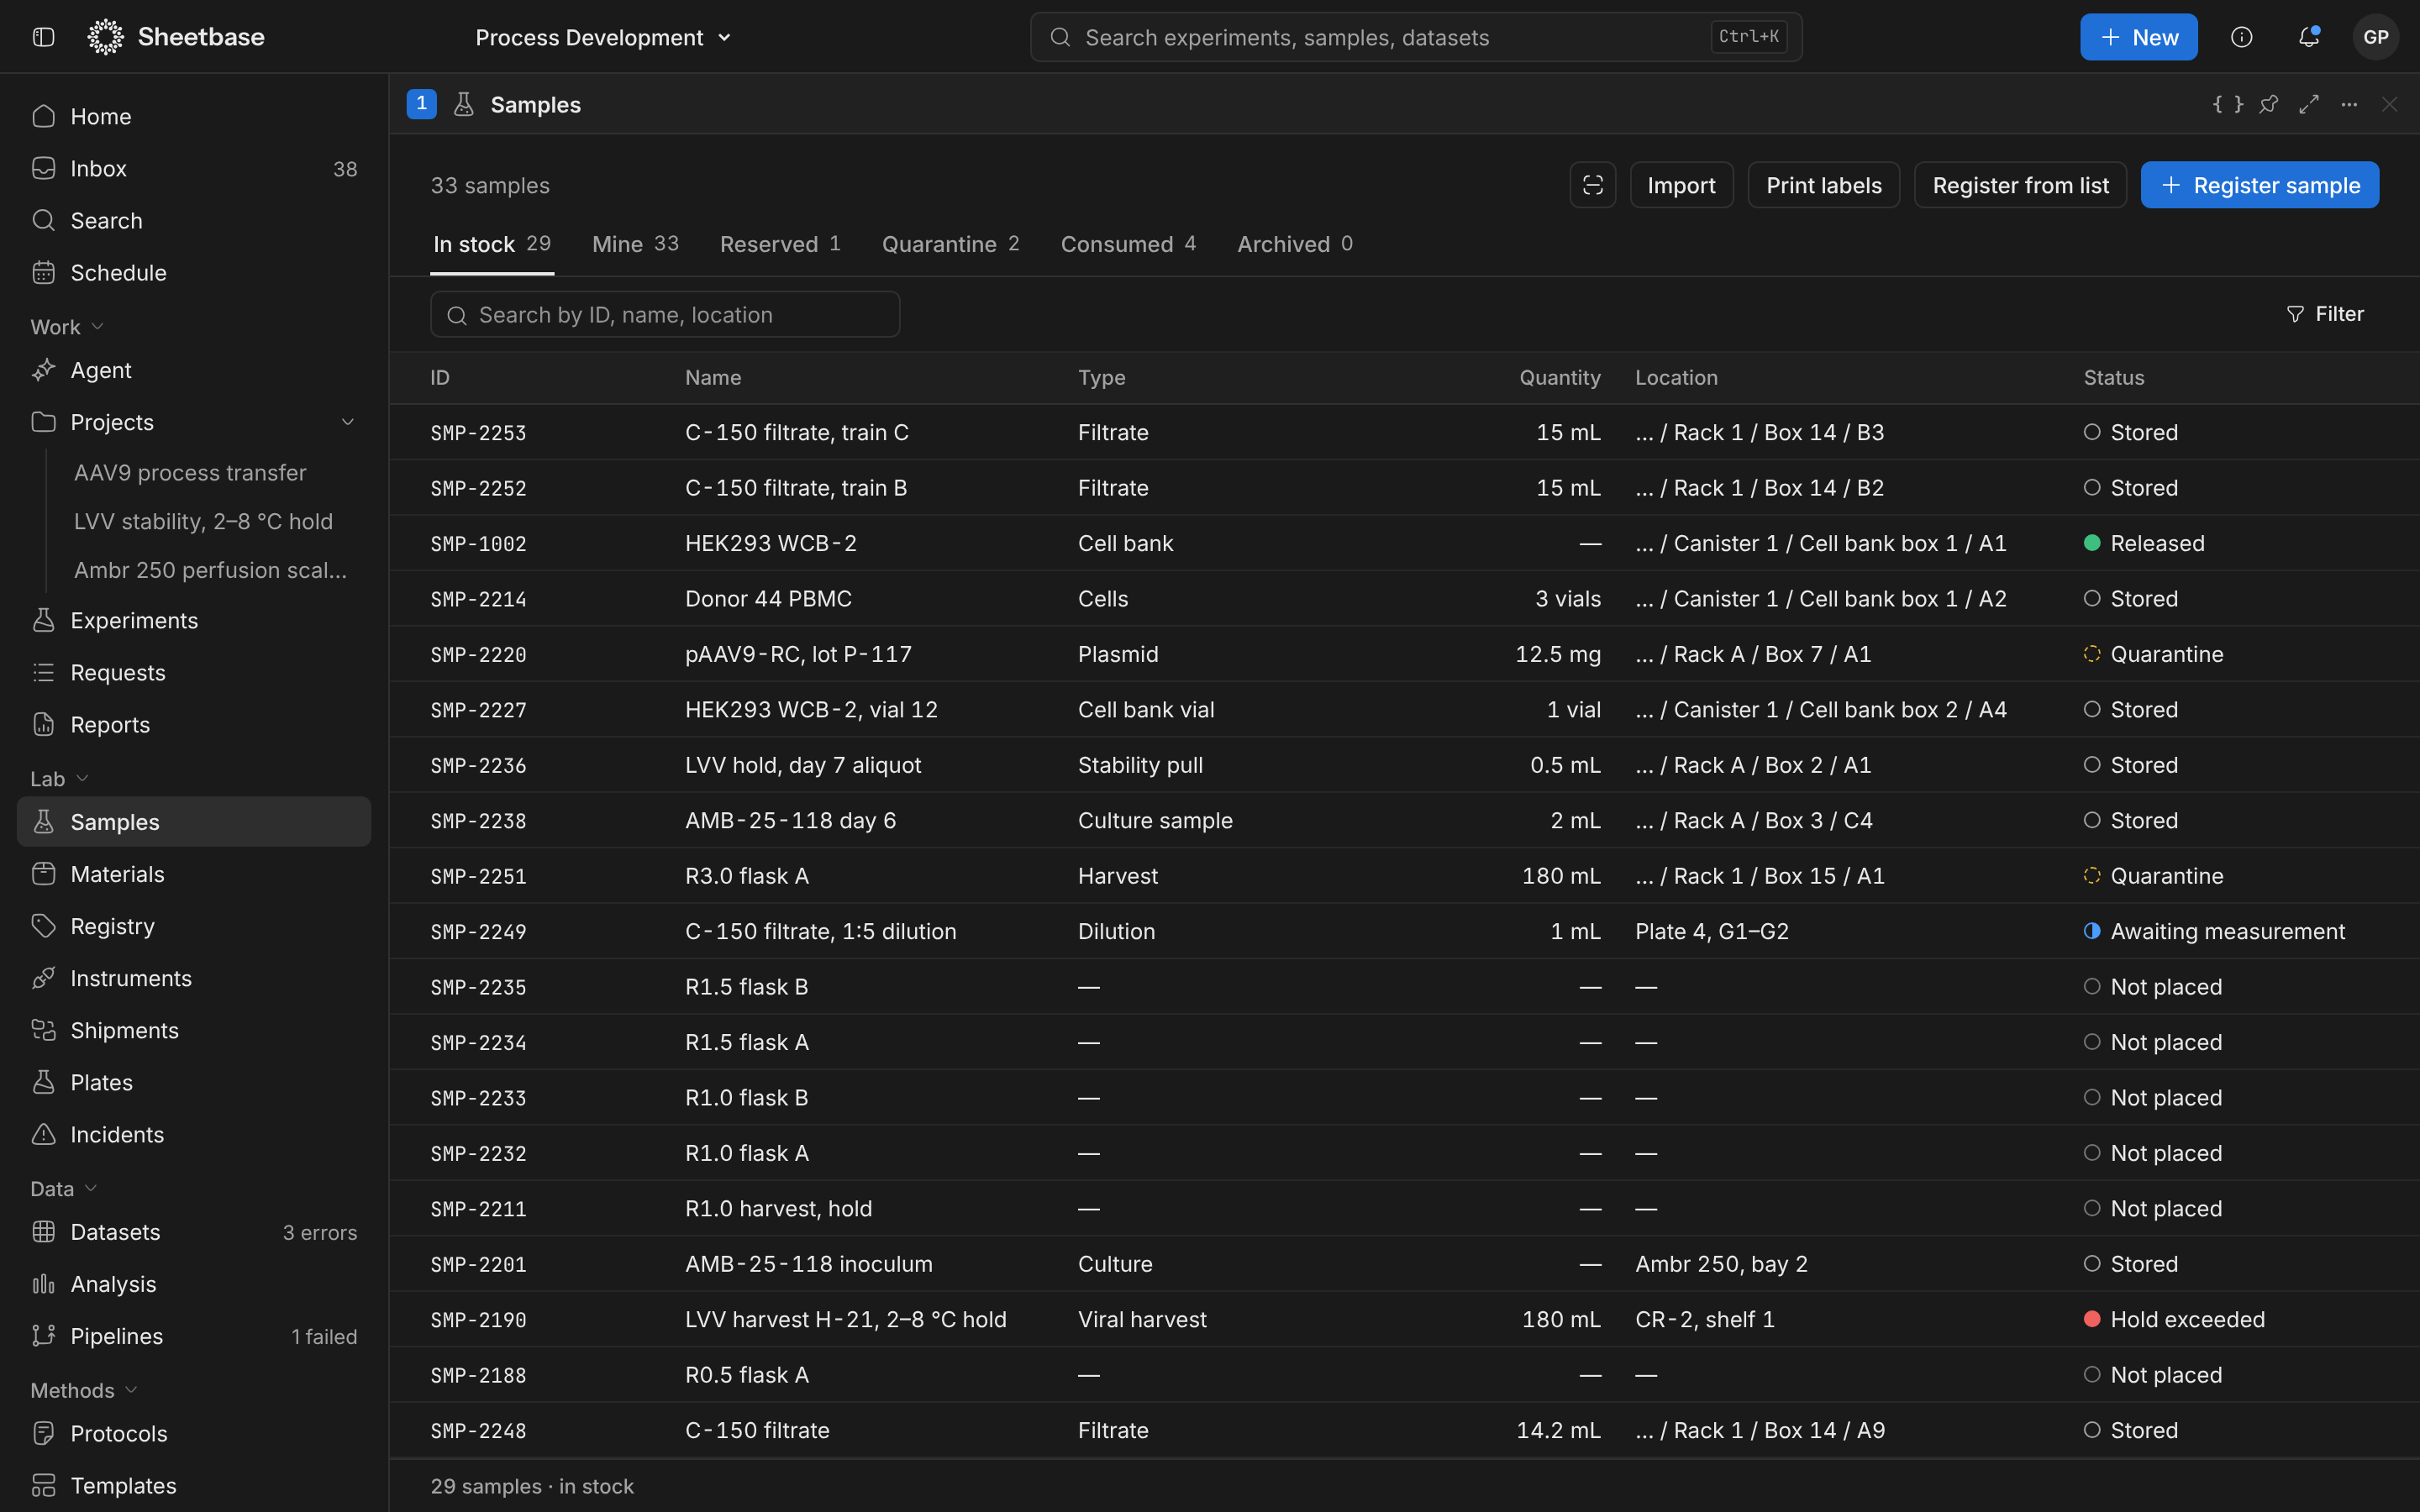 Sheetbase
Process Development
Search experiments, samples, datasets
Ctrl+K
New
GP
Home
Inbox 38
Search
Schedule
Work
Agent
Projects
AAV9 process transfer
LVV stability, 2–8 °C hold
Ambr 250 perfusion scal...
Experiments
Requests
Reports
Lab
Samples
Materials
Registry
Instruments
Shipments
Plates
Incidents
Data
Datasets 3 errors
Analysis
Pipelines 1 failed
Methods
Protocols
Templates
1 Samples
{ }
33 samples
Import
Print labels
Register from list
Register sample
In stock 29 Mine 33 Reserved 1 Quarantine 2 Consumed 4 Archived 0
Search by ID, name, location
Filter
ID Name Type Quantity Location Status
SMP-2253 C-150 filtrate, train C Filtrate 15 mL ... / Rack 1 / Box 14 / B3 Stored
SMP-2252 C-150 filtrate, train B Filtrate 15 mL ... / Rack 1 / Box 14 / B2 Stored
SMP-1002 HEK293 WCB-2 Cell bank — ... / Canister 1 / Cell bank box 1 / A1 Released
SMP-2214 Donor 44 PBMC Cells 3 vials ... / Canister 1 / Cell bank box 1 / A2 Stored
SMP-2220 pAAV9-RC, lot P-117 Plasmid 12.5 mg ... / Rack A / Box 7 / A1 Quarantine
SMP-2227 HEK293 WCB-2, vial 12 Cell bank vial 1 vial ... / Canister 1 / Cell bank box 2 / A4 Stored
SMP-2236 LVV hold, day 7 aliquot Stability pull 0.5 mL ... / Rack A / Box 2 / A1 Stored
SMP-2238 AMB-25-118 day 6 Culture sample 2 mL ... / Rack A / Box 3 / C4 Stored
SMP-2251 R3.0 flask A Harvest 180 mL ... / Rack 1 / Box 15 / A1 Quarantine
SMP-2249 C-150 filtrate, 1:5 dilution Dilution 1 mL Plate 4, G1–G2 Awaiting measurement
SMP-2235 R1.5 flask B — — — Not placed
SMP-2234 R1.5 flask A — — — Not placed
SMP-2233 R1.0 flask B — — — Not placed
SMP-2232 R1.0 flask A — — — Not placed
SMP-2211 R1.0 harvest, hold — — — Not placed
SMP-2201 AMB-25-118 inoculum Culture — Ambr 250, bay 2 Stored
SMP-2190 LVV harvest H-21, 2–8 °C hold Viral harvest 180 mL CR-2, shelf 1 Hold exceeded
SMP-2188 R0.5 flask A — — — Not placed
SMP-2248 C-150 filtrate Filtrate 14.2 mL ... / Rack 1 / Box 14 / A9 Stored
29 samples · in stock